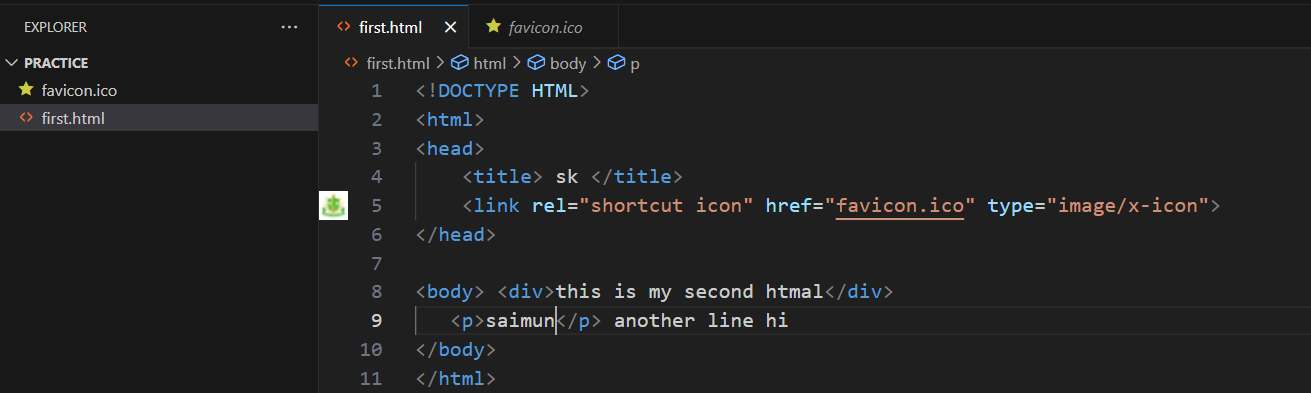 EXPLORER ···
PRACTICE
favicon.ico
first.html
first.html × favicon.ico
first.html > html > body > p
1 <!DOCTYPE HTML>
2 <html>
3 <head>
4 <title> sk </title>
5 <link rel="shortcut icon" href="favicon.ico" type="image/x-icon">
6 </head>
7
8 <body> <div>this is my second htmal</div>
9 <p>saimun</p> another line hi
10 </body>
11 </html>